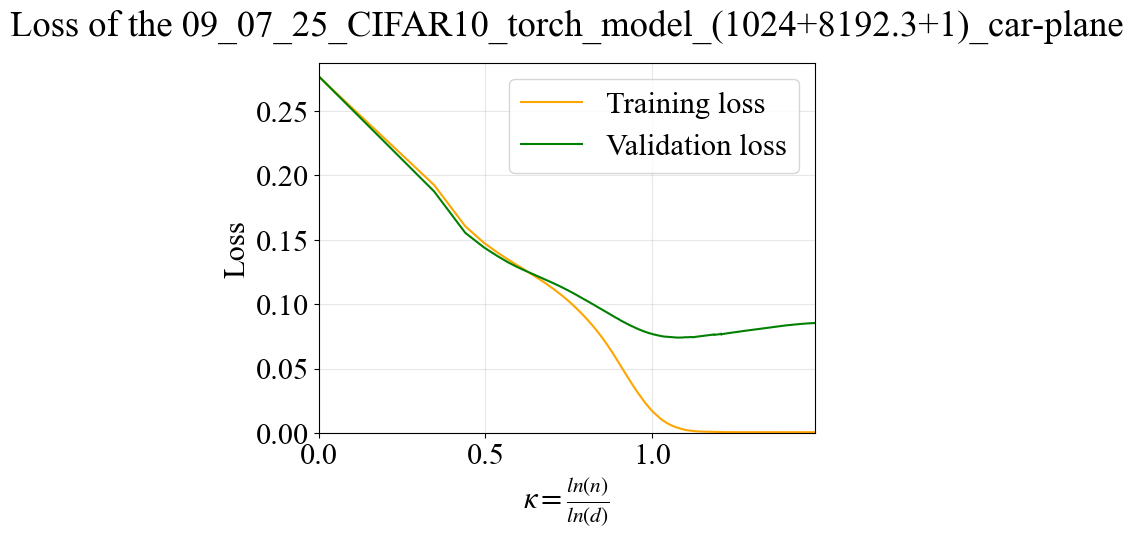 Loss of the 09_07_25_CIFAR10_torch_model_(1024+8192.3+1)_car-plane
Training loss
Validation loss
Loss
0.25
0.20
0.15
0.10
0.05
0.00
0.0 0.5 1.0
κ = ln(n)/ln(d)